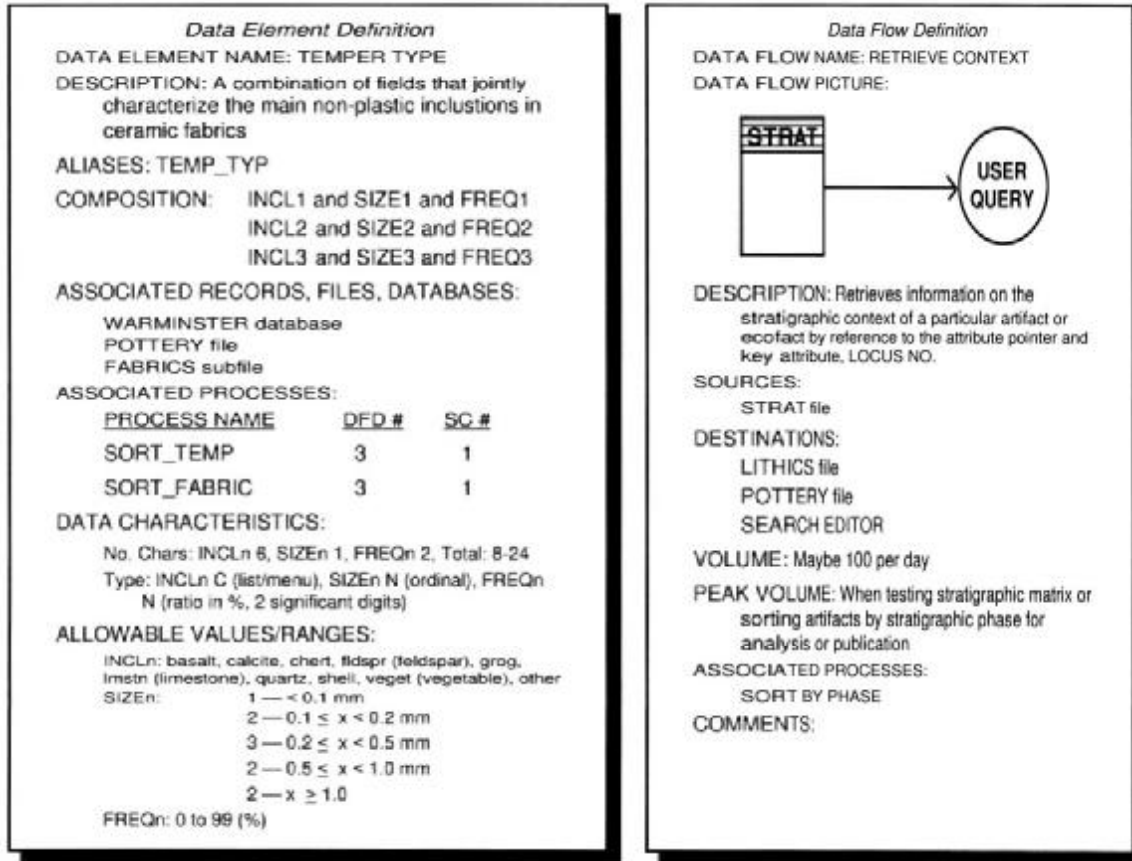 Data Element Definition
DATA ELEMENT NAME: TEMPER TYPE
DESCRIPTION: A combination of fields that jointly
characterize the main non-plastic inclustions in
ceramic fabrics
ALIASES: TEMP_TYP
COMPOSITION: INCL1 and SIZE1 and FREQ1
INCL2 and SIZE2 and FREQ2
INCL3 and SIZE3 and FREQ3
ASSOCIATED RECORDS, FILES, DATABASES:
WARMINSTER database
POTTERY file
FABRICS subfile
ASSOCIATED PROCESSES:
PROCESS NAME DFD # SC #
SORT_TEMP 3 1
SORT_FABRIC 3 1
DATA CHARACTERISTICS:
No. Chars: INCLn 6, SIZEn 1, FREQn 2, Total: 8-24
Type: INCLn C (list/menu), SIZEn N (ordinal), FREQn
N (ratio in %, 2 significant digits)
ALLOWABLE VALUES/RANGES:
INCLn: basalt, calcite, chert, fldspr (feldspar), grog,
lmstn (limestone), quartz, shell, veget (vegetable), other
SIZEn: 1 — < 0.1 mm
2 — 0.1 ≤ x < 0.2 mm
3 — 0.2 ≤ x < 0.5 mm
2 — 0.5 ≤ x < 1.0 mm
2 — x ≥ 1.0
FREQn: 0 to 99 (%)
Data Flow Definition
DATA FLOW NAME: RETRIEVE CONTEXT
DATA FLOW PICTURE:
STRAT
USER
QUERY
DESCRIPTION: Retrieves information on the
stratigraphic context of a particular artifact or
ecofact by reference to the attribute pointer and
key attribute, LOCUS NO.
SOURCES:
STRAT file
DESTINATIONS:
LITHICS file
POTTERY file
SEARCH EDITOR
VOLUME: Maybe 100 per day
PEAK VOLUME: When testing stratigraphic matrix or
sorting artifacts by stratigraphic phase for
analysis or publication
ASSOCIATED PROCESSES:
SORT BY PHASE
COMMENTS: